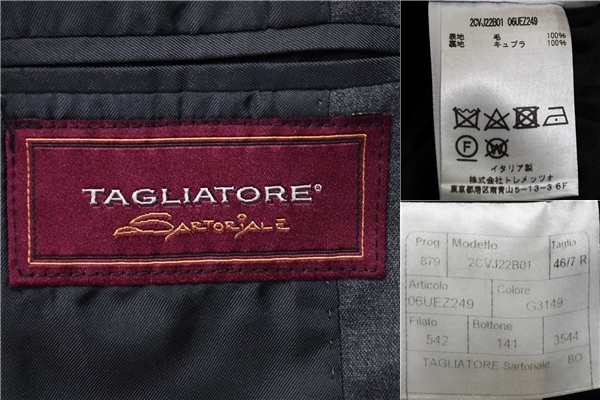 TAGLIATORE®
SARTORIALE
2CVJ22B01 06UEZ249
表地 毛 100%
裏地 キュプラ 100%
F W
イタリア製
株式会社トレメッツォ
東京都港区南青山5-13-3 6F
Prog Modello Taglia
879 2CVJ22B01 46/7 R
Articolo Colore
06UEZ249 G3149
Filato Bottone
542 141 3544
TAGLIATORE Sartoriale BG